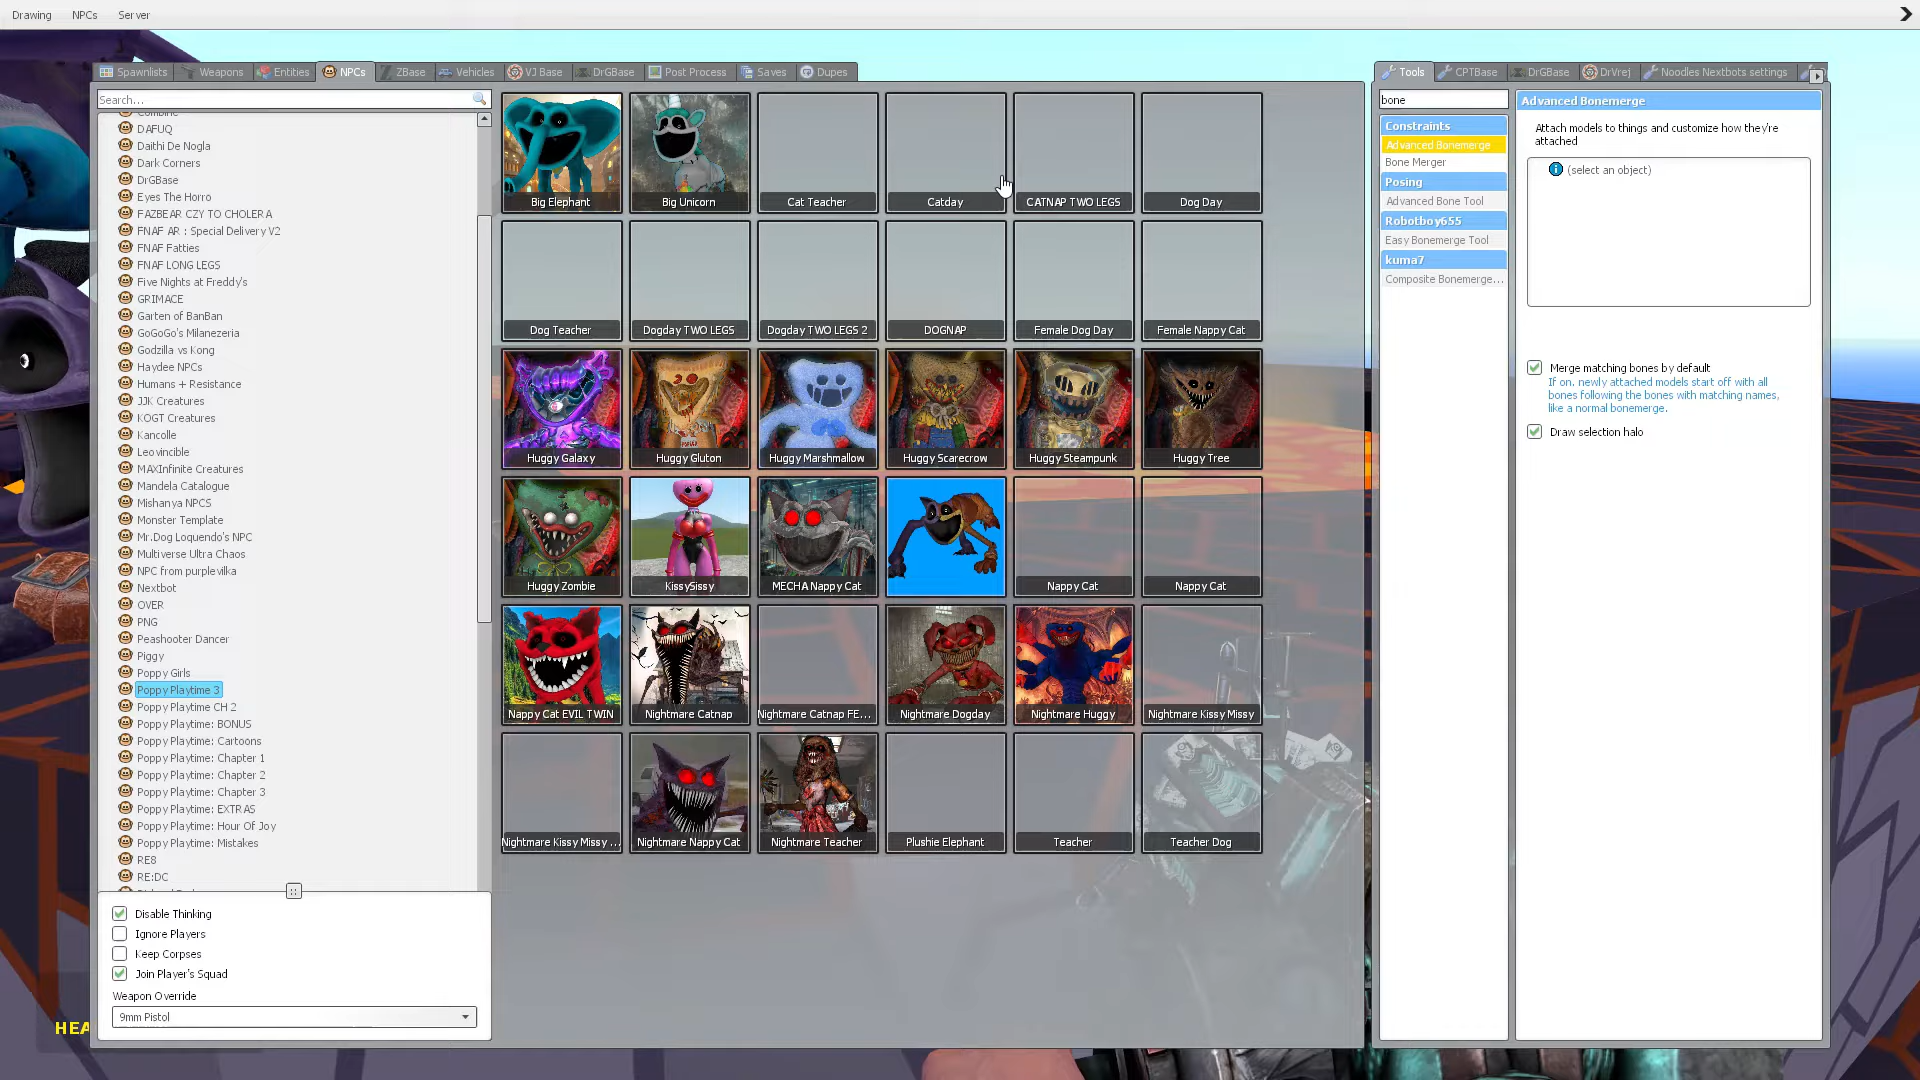 Drawing NPCs Server
Spawnlists Weapons Entities NPCs ZBase Vehicles VJ Base DrGBase Post Process Saves Dupes
Search...
Combine
DAFUQ
Daithi De Nogla
Dark Corners
DrGBase
Eyes The Horro
FAZBEAR CZY TO CHOLERA
FNAF AR : Special Delivery V2
FNAF Fatties
FNAF LONG LEGS
Five Nights at Freddy's
GRIMACE
Garten of BanBan
GoGoGo's Milanezeria
Godzilla vs Kong
Haydee NPCs
Humans + Resistance
JJK Creatures
KOGT Creatures
Kancolle
Leovincible
MAXInfinite Creatures
Mandela Catalogue
Mishanya NPCS
Monster Template
Mr.Dog Loquendo's NPC
Multiverse Ultra Chaos
NPC from purplevilka
Nextbot
OVER
PNG
Peashooter Dancer
Piggy
Poppy Girls
Poppy Playtime 3
Poppy Playtime CH 2
Poppy Playtime: BONUS
Poppy Playtime: Cartoons
Poppy Playtime: Chapter 1
Poppy Playtime: Chapter 2
Poppy Playtime: Chapter 3
Poppy Playtime: EXTRAS
Poppy Playtime: Hour Of Joy
Poppy Playtime: Mistakes
RE8
RE:DC
Disable Thinking
Ignore Players
Keep Corpses
Join Player's Squad
Weapon Override
9mm Pistol
HEA
Big Elephant Big Unicorn Cat Teacher Catday CATNAP TWO LEGS Dog Day
Dog Teacher Dogday TWO LEGS Dogday TWO LEGS 2 DOGNAP Female Dog Day Female Nappy Cat
Huggy Galaxy Huggy Gluton Huggy Marshmallow Huggy Scarecrow Huggy Steampunk Huggy Tree
Huggy Zombie KissySissy MECHA Nappy Cat Nappy Cat Nappy Cat
Nappy Cat EVIL TWIN Nightmare Catnap Nightmare Catnap FE... Nightmare Dogday Nightmare Huggy Nightmare Kissy Missy
Nightmare Kissy Missy ... Nightmare Nappy Cat Nightmare Teacher Plushie Elephant Teacher Teacher Dog
Tools CPTBase DrGBase DrVrej Noodles Nextbots settings
bone
Constraints
Advanced Bonemerge
Bone Merger
Posing
Advanced Bone Tool
Robotboy655
Easy Bonemerge Tool
kuma7
Composite Bonemerge...
Advanced Bonemerge
Attach models to things and customize how they're
attached
(select an object)
Merge matching bones by default
If on, newly attached models start off with all
bones following the bones with matching names,
like a normal bonemerge.
Draw selection halo